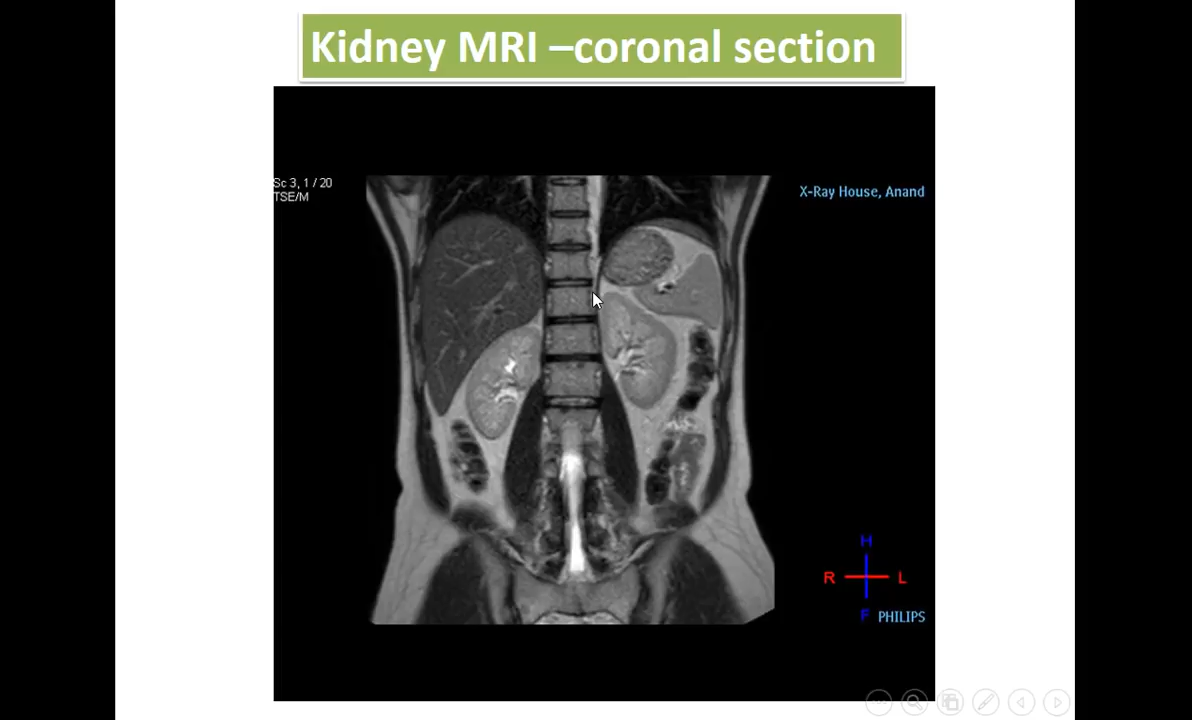 Kidney MRI –coronal section
Sc 3, 1 / 20
TSE/M
X-Ray House, Anand
H
R L
F
PHILIPS